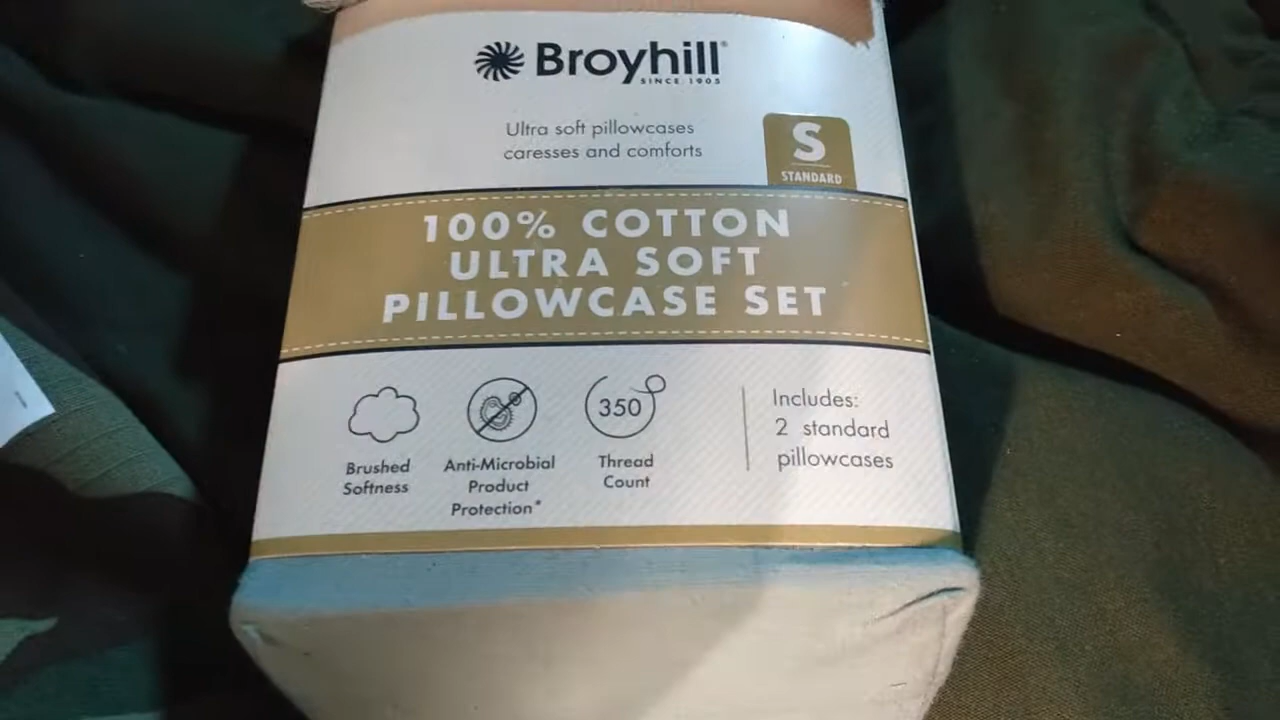 Broyhill®
SINCE 1905
Ultra soft pillowcases
caresses and comforts
S
STANDARD
100% COTTON
ULTRA SOFT
PILLOWCASE SET
350
Brushed
Softness
Anti-Microbial
Product
Protection*
Thread
Count
Includes:
2 standard
pillowcases